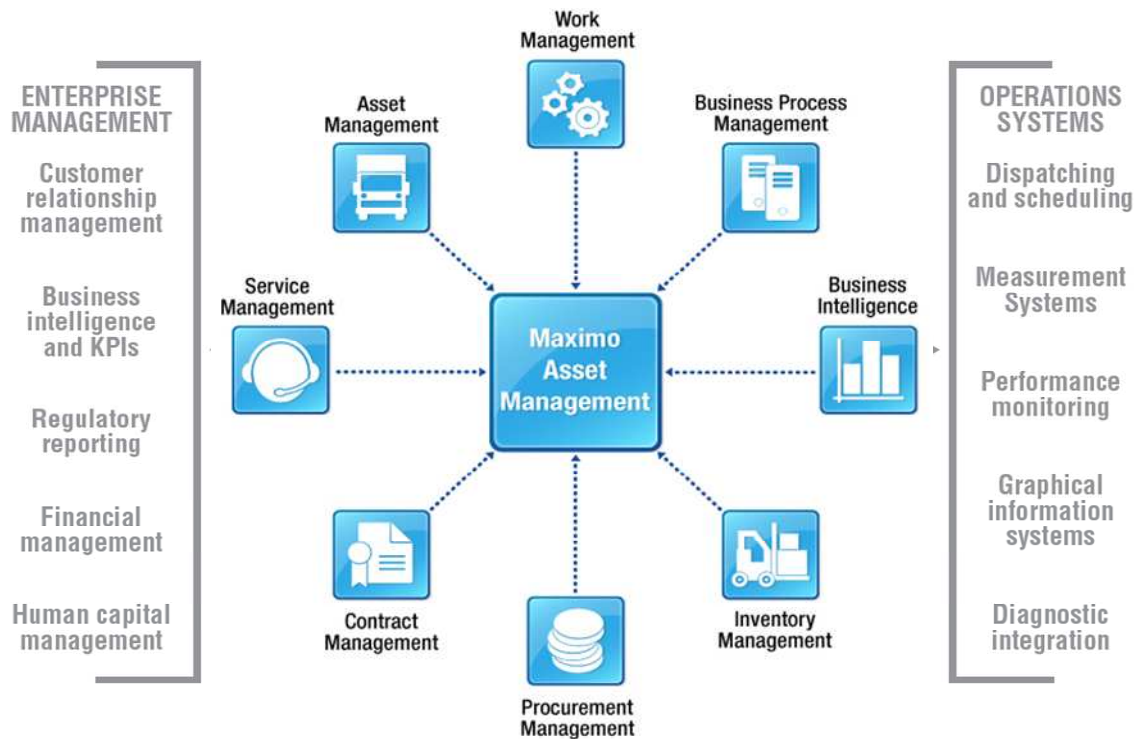 ENTERPRISE
MANAGEMENT
Customer
relationship
management
Business
intelligence
and KPIs
Regulatory
reporting
Financial
management
Human capital
management
Work
Management
Asset
Management
Business Process
Management
Service
Management
Business
Intelligence
Maximo
Asset
Management
Contract
Management
Inventory
Management
Procurement
Management
OPERATIONS
SYSTEMS
Dispatching
and scheduling
Measurement
Systems
Performance
monitoring
Graphical
information
systems
Diagnostic
integration